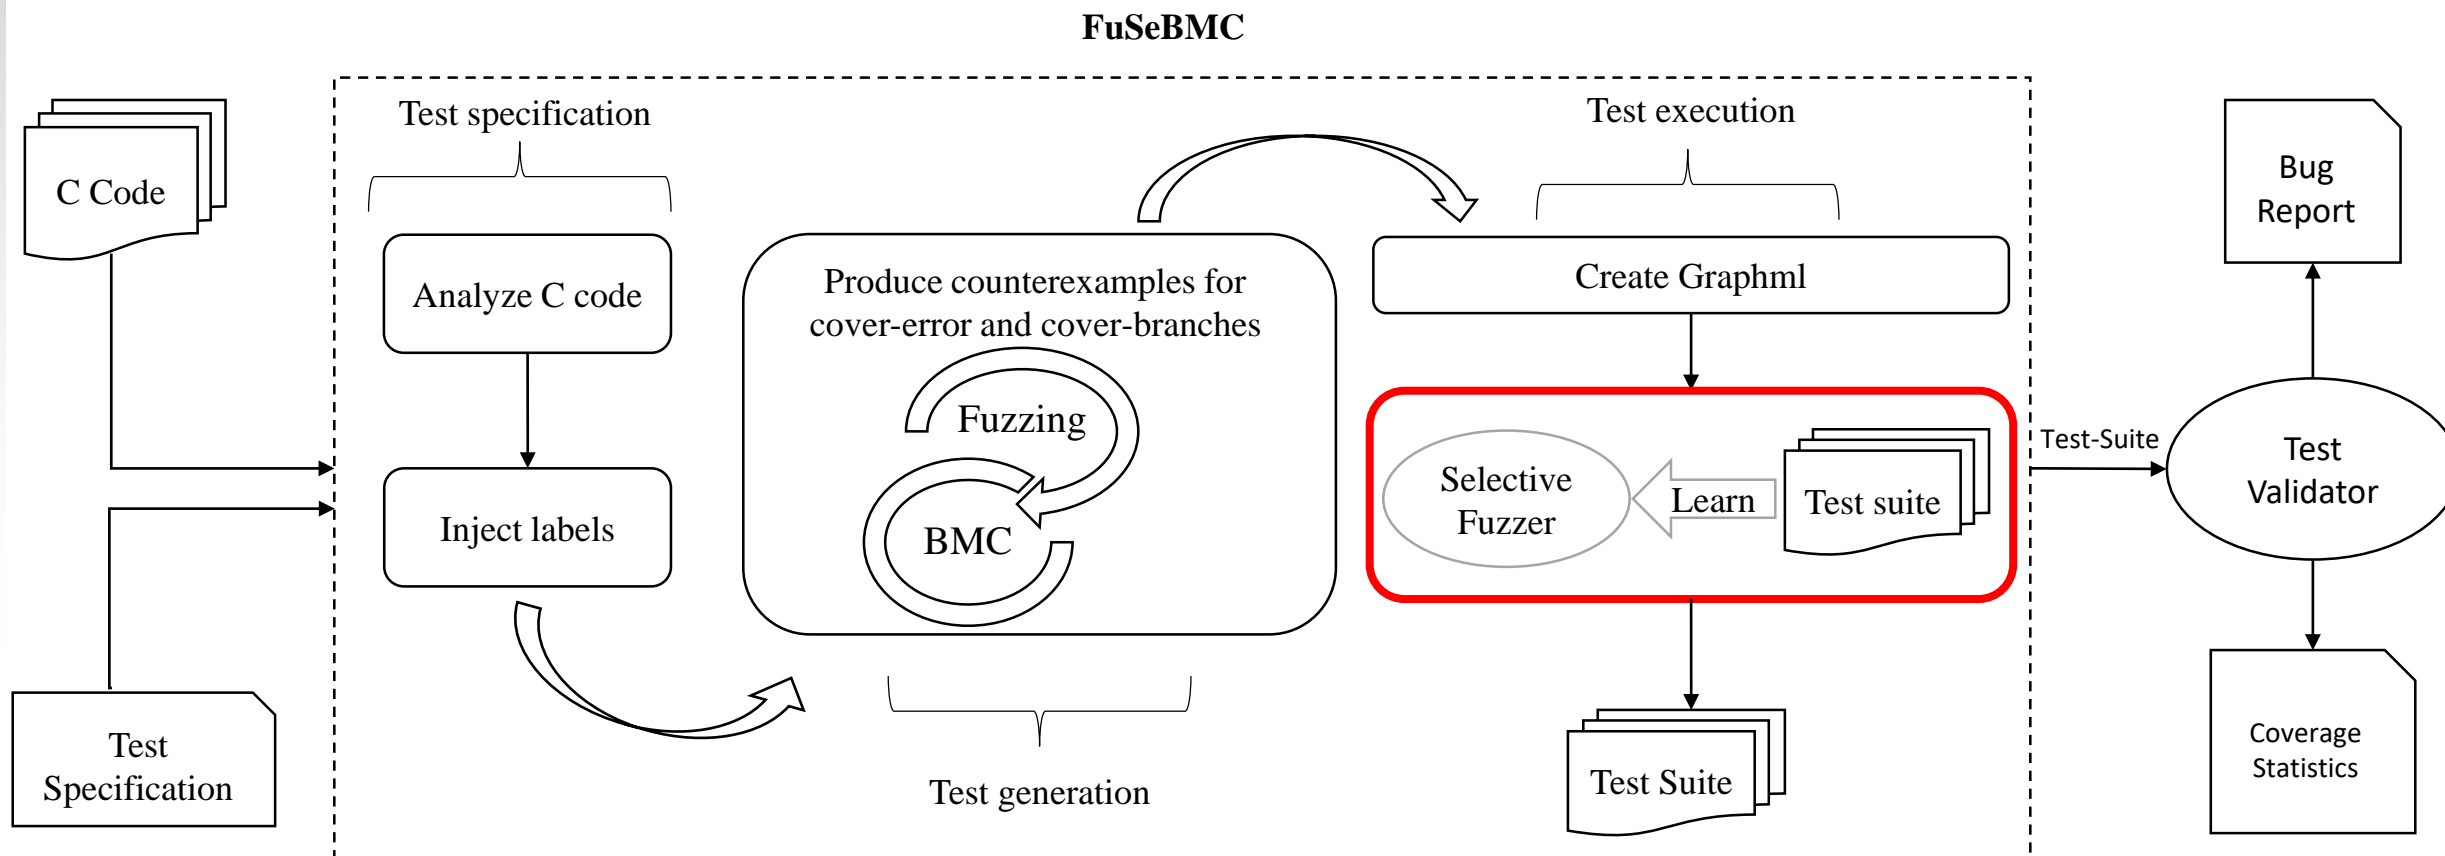 FuSeBMC
C Code
Test
Specification
Test specification
Analyze C code
Inject labels
Produce counterexamples for
cover-error and cover-branches
Fuzzing
BMC
Test generation
Test execution
Create Graphml
Selective
Fuzzer
Learn
Test suite
Test Suite
Test-Suite
Test
Validator
Bug
Report
Coverage
Statistics